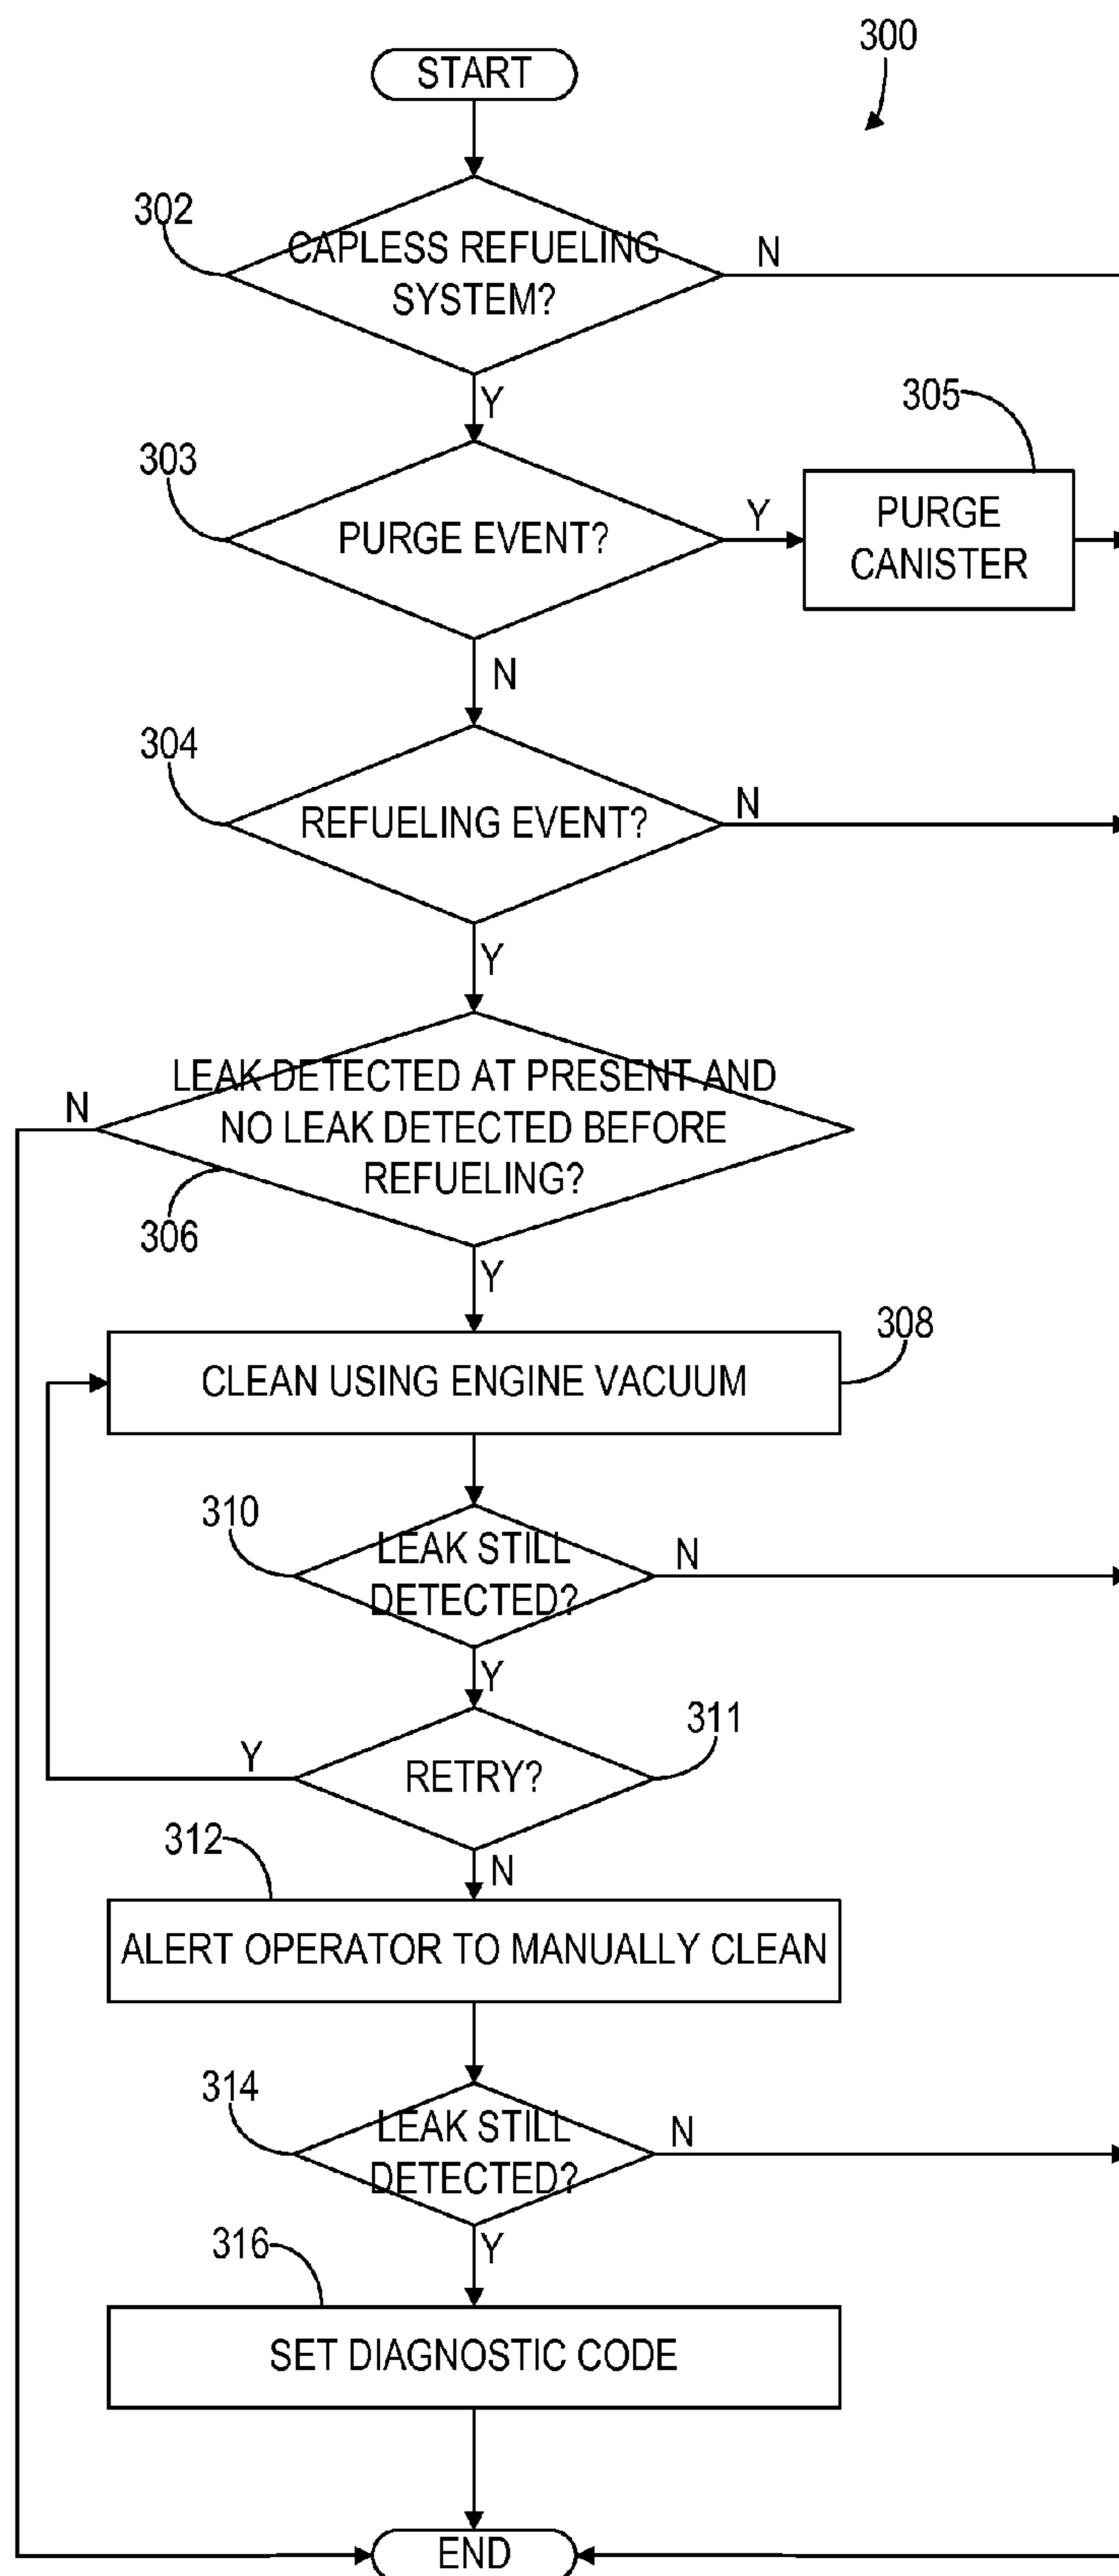 300
START
302
CAPLESS REFUELING
SYSTEM?
N
Y
303
PURGE EVENT?
Y
305
PURGE
CANISTER
N
304
REFUELING EVENT?
N
Y
LEAK DETECTED AT PRESENT AND
NO LEAK DETECTED BEFORE
REFUELING?
N
306
Y
308
CLEAN USING ENGINE VACUUM
310
LEAK STILL
DETECTED?
N
Y
311
RETRY?
Y
N
312
ALERT OPERATOR TO MANUALLY CLEAN
314
LEAK STILL
DETECTED?
N
Y
316
SET DIAGNOSTIC CODE
END